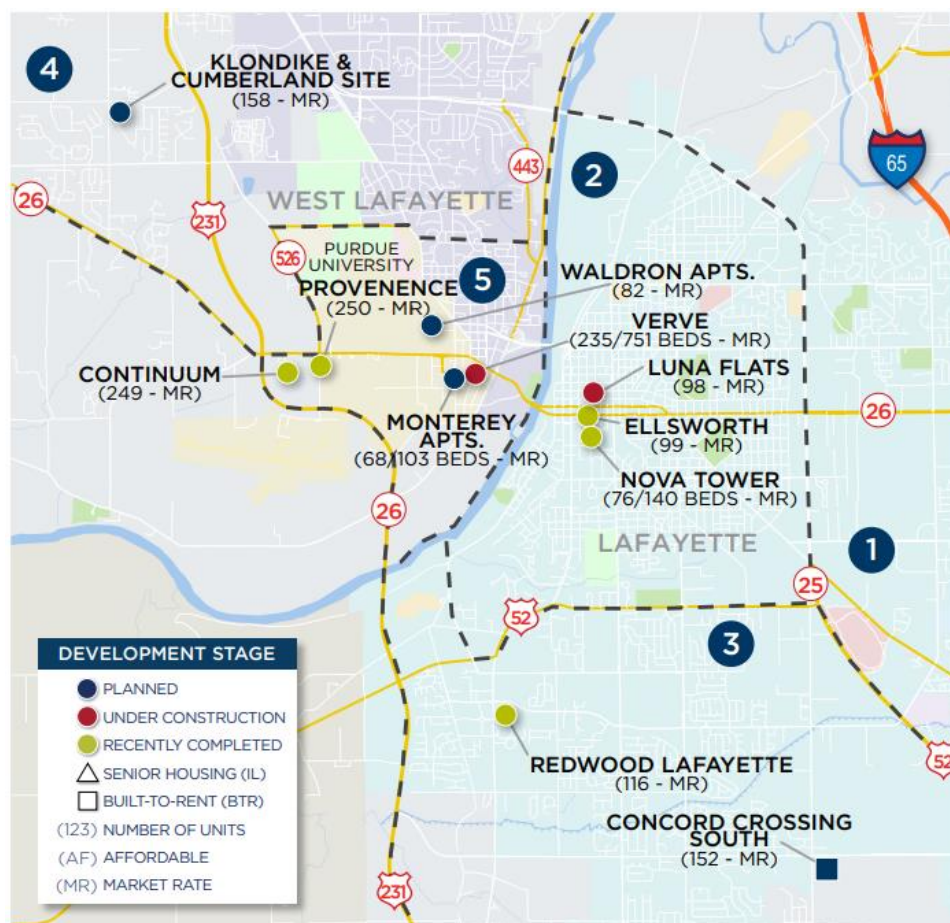 4
KLONDIKE &
CUMBERLAND SITE
(158 - MR)
65
443
2
26
WEST LAFAYETTE
231
526
PURDUE
UNIVERSITY
5
WALDRON APTS.
(82 - MR)
PROVENENCE
(250 - MR)
VERVE
(235/751 BEDS - MR)
CONTINUUM
(249 - MR)
LUNA FLATS
(98 - MR)
26
MONTEREY
APTS.
(68/103 BEDS - MR)
ELLSWORTH
(99 - MR)
NOVA TOWER
(76/140 BEDS - MR)
26
LAFAYETTE
1
25
52
3
DEVELOPMENT STAGE
PLANNED
UNDER CONSTRUCTION
RECENTLY COMPLETED
SENIOR HOUSING (IL)
BUILT-TO-RENT (BTR)
(123) NUMBER OF UNITS
(AF) AFFORDABLE
(MR) MARKET RATE
REDWOOD LAFAYETTE
(116 - MR)
52
CONCORD CROSSING
SOUTH
(152 - MR)
231